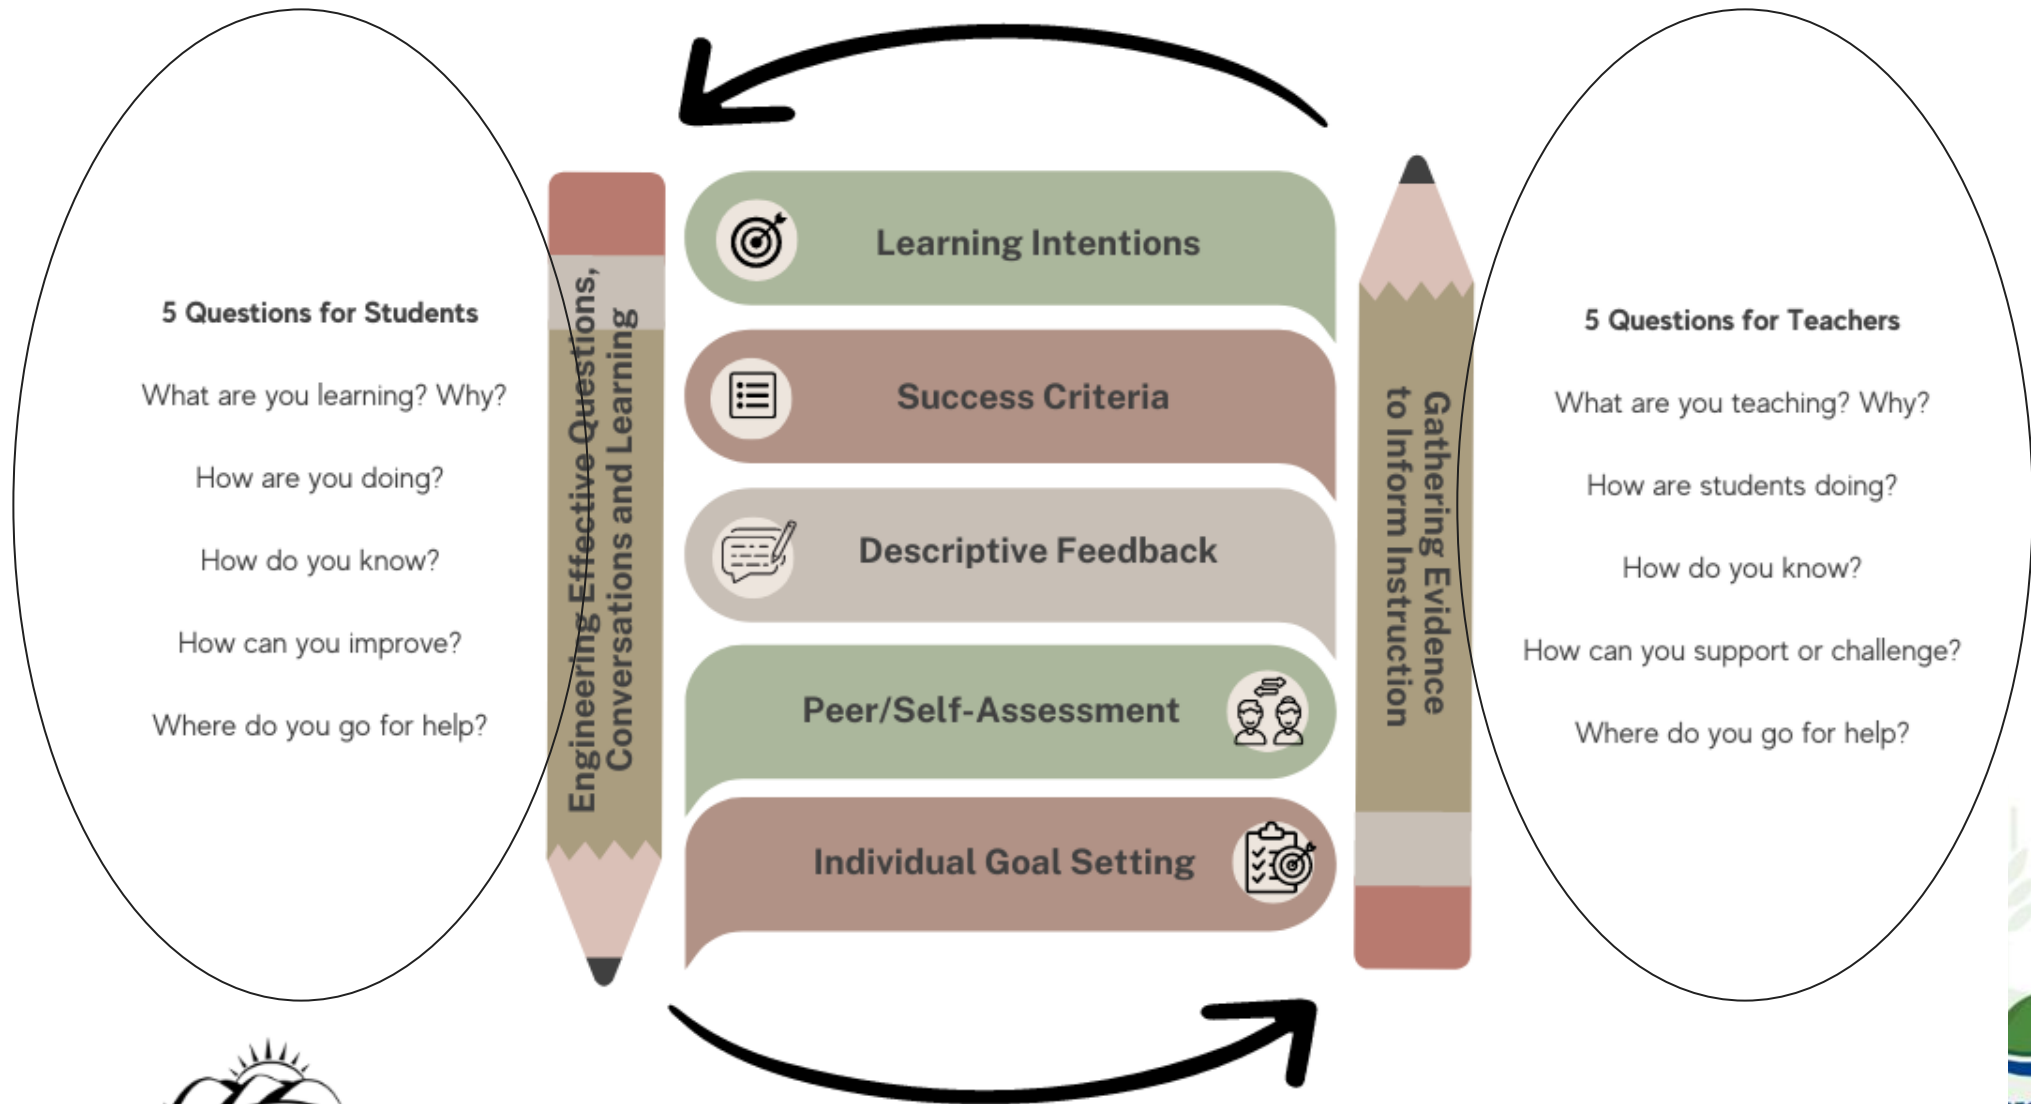 5 Questions for Students
What are you learning? Why?
How are you doing?
How do you know?
How can you improve?
Where do you go for help?
Engineering Effective Questions,
Conversations and Learning
Learning Intentions
Success Criteria
Descriptive Feedback
Peer/Self-Assessment
Individual Goal Setting
Gathering Evidence
to Inform Instruction
5 Questions for Teachers
What are you teaching? Why?
How are students doing?
How do you know?
How can you support or challenge?
Where do you go for help?